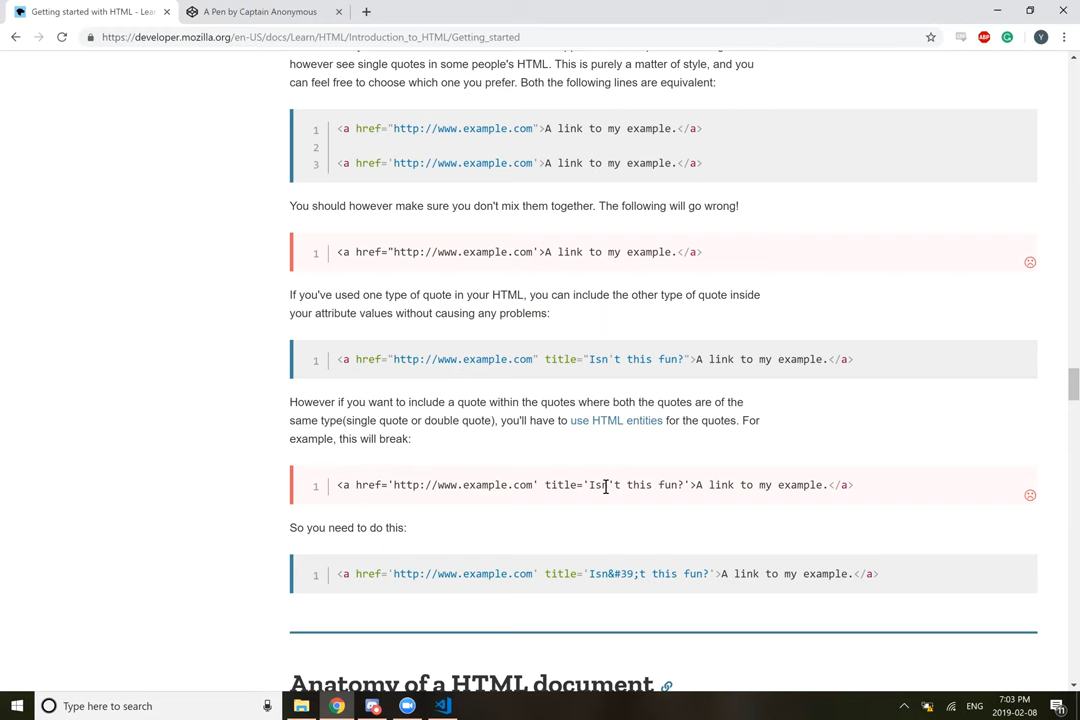 Getting started with HTML - Lea
A Pen by Captain Anonymous
https://developer.mozilla.org/en-US/docs/Learn/HTML/Introduction_to_HTML/Getting_started
ABP
G
Y
however see single quotes in some people's HTML. This is purely a matter of style, and you
can feel free to choose which one you prefer. Both the following lines are equivalent:
1 <a href="http://www.example.com">A link to my example.</a>
2
3 <a href='http://www.example.com'>A link to my example.</a>
You should however make sure you don't mix them together. The following will go wrong!
1 <a href="http://www.example.com'>A link to my example.</a>
If you've used one type of quote in your HTML, you can include the other type of quote inside
your attribute values without causing any problems:
1 <a href="http://www.example.com" title="Isn't this fun?">A link to my example.</a>
However if you want to include a quote within the quotes where both the quotes are of the
same type(single quote or double quote), you'll have to use HTML entities for the quotes. For
example, this will break:
1 <a href='http://www.example.com' title='Isn't this fun?'>A link to my example.</a>
So you need to do this:
1 <a href='http://www.example.com' title='Isn&#39;t this fun?'>A link to my example.</a>
Anatomy of a HTML document
Type here to search
ENG
7:03 PM
2019-02-08